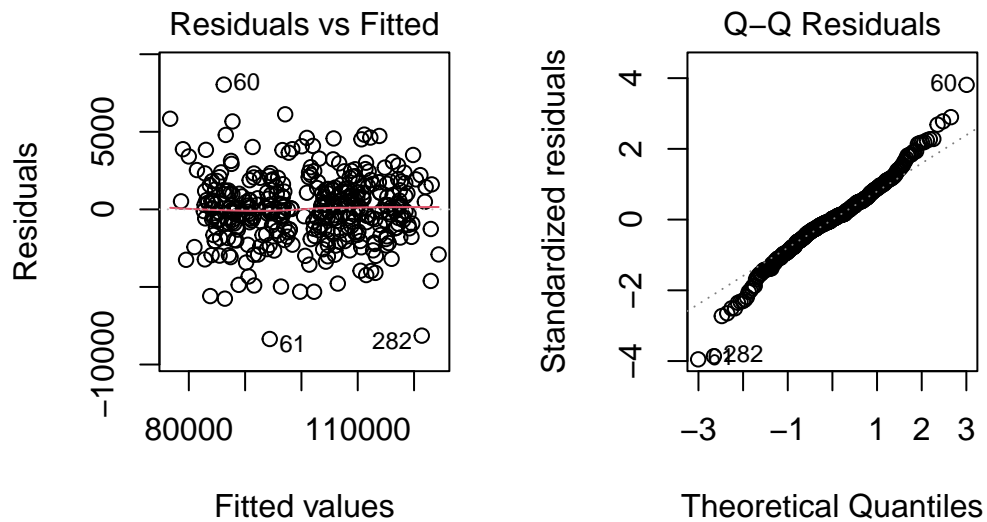 Residuals vs Fitted
Residuals
5000
0
−10000
60
61
282
80000 110000
Fitted values
Q−Q Residuals
Standardized residuals
4
2
0
−2
−4
60
61
282
−3 −1 1 2 3
Theoretical Quantiles